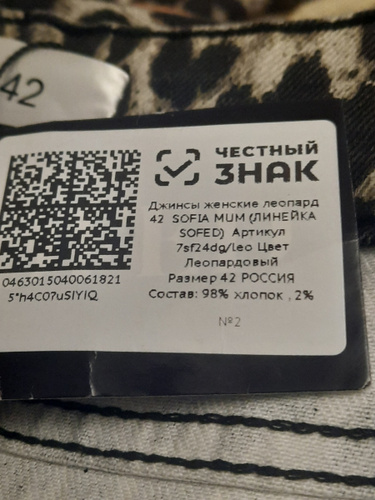 42
ЧЕСТНЫЙ
ЗНАК
Джинсы женские леопард
42 SOFIA MUM (ЛИНЕЙКА
SOFED) Артикул
7sf24dg/leo Цвет
Леопардовый
Размер 42 РОССИЯ
Состав: 98% хлопок , 2%
№2
0463015040061821
5"h4C07uSIYIQ